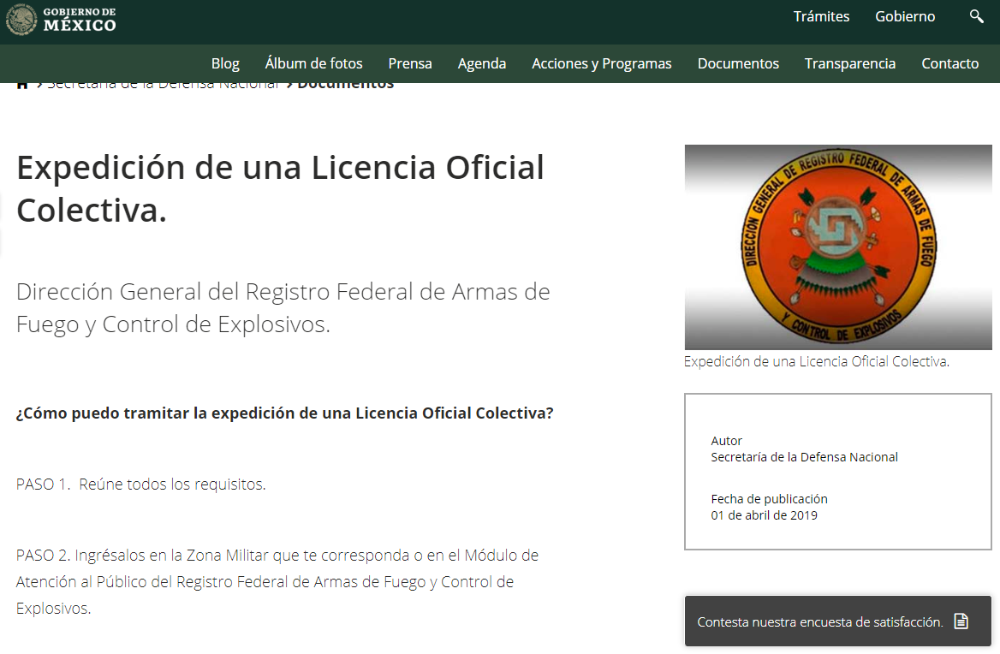 GOBIERNO DE
MÉXICO
Trámites Gobierno
Blog Álbum de fotos Prensa Agenda Acciones y Programas Documentos Transparencia Contacto
> Secretaría de la Defensa Nacional > Documentos
Expedición de una Licencia Oficial
Colectiva.
Dirección General del Registro Federal de Armas de
Fuego y Control de Explosivos.
¿Cómo puedo tramitar la expedición de una Licencia Oficial Colectiva?
PASO 1. Reúne todos los requisitos.
PASO 2. Ingrésalos en la Zona Militar que te corresponda o en el Módulo de
Atención al Público del Registro Federal de Armas de Fuego y Control de
Explosivos.
DIRECCIÓN GENERAL DE REGISTRO FEDERAL DE ARMAS DE FUEGO
Y CONTROL DE EXPLOSIVOS
Expedición de una Licencia Oficial Colectiva.
Autor
Secretaría de la Defensa Nacional
Fecha de publicación
01 de abril de 2019
Contesta nuestra encuesta de satisfacción.